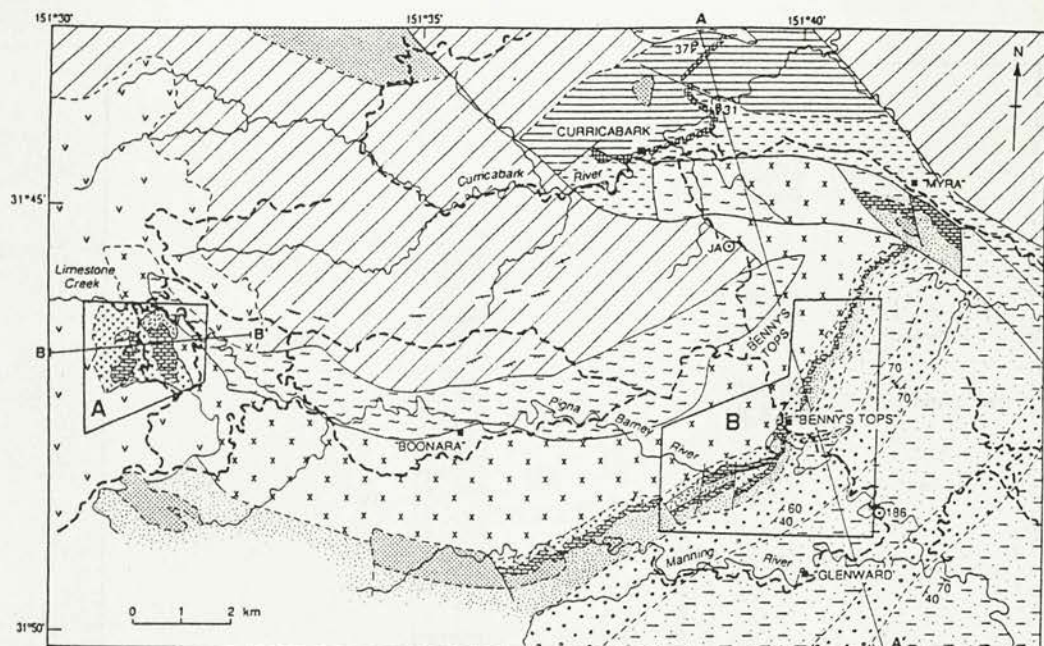 151°30'
151°35'
A
151°40'
37
N
31
CURRICABARK
Curricabark River
"MYRA"
31°45'
JA
Limestone Creek
BENNY'S TOPS
B
B'
A
70
70
Pigna Barney River
B
"BENNY'S TOPS"
"BOONARA"
60
40
186
Manning River
"GLENWARD"
70
40
0 1 2 km
31°50'
A'